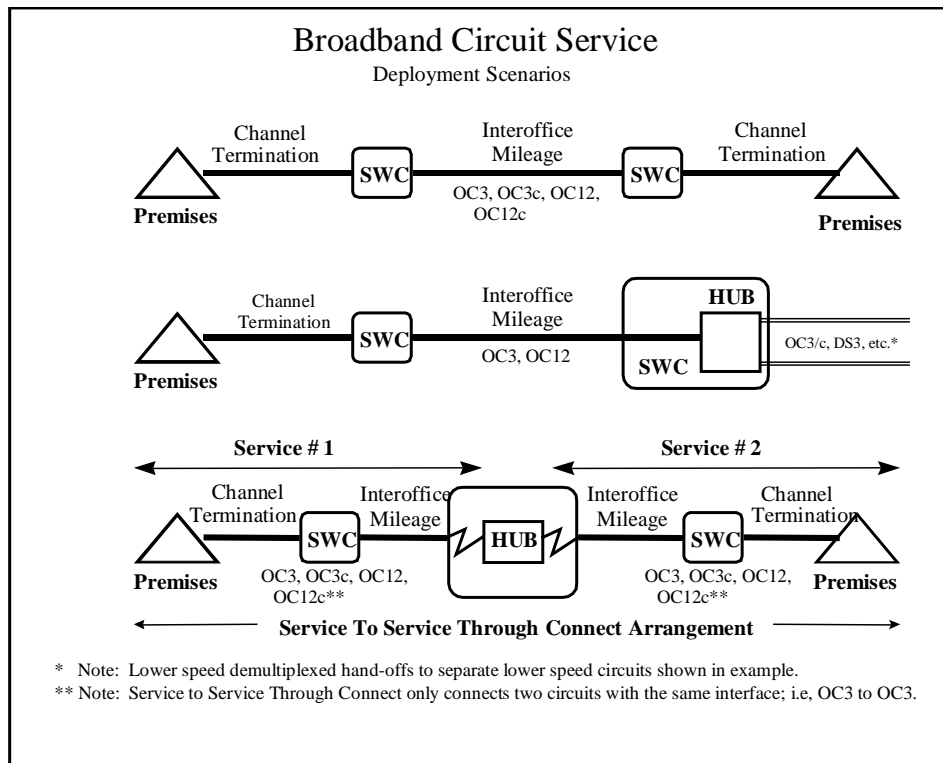 Broadband Circuit Service
Deployment Scenarios
Channel
Termination
Interoffice
Mileage
Channel
Termination
SWC
SWC
OC3, OC3c, OC12,
OC12c
Premises
Premises
Channel
Termination
Interoffice
Mileage
HUB
SWC
OC3, OC12
SWC
OC3/c, DS3, etc.*
Premises
Service # 1
Service # 2
Channel
Termination
Interoffice
Mileage
Interoffice
Mileage
Channel
Termination
SWC
HUB
SWC
OC3, OC3c, OC12,
OC12c**
OC3, OC3c, OC12,
OC12c**
Premises
Premises
Service To Service Through Connect Arrangement
* Note: Lower speed demultiplexed hand-offs to separate lower speed circuits shown in example.
** Note: Service to Service Through Connect only connects two circuits with the same interface; i.e, OC3 to OC3.